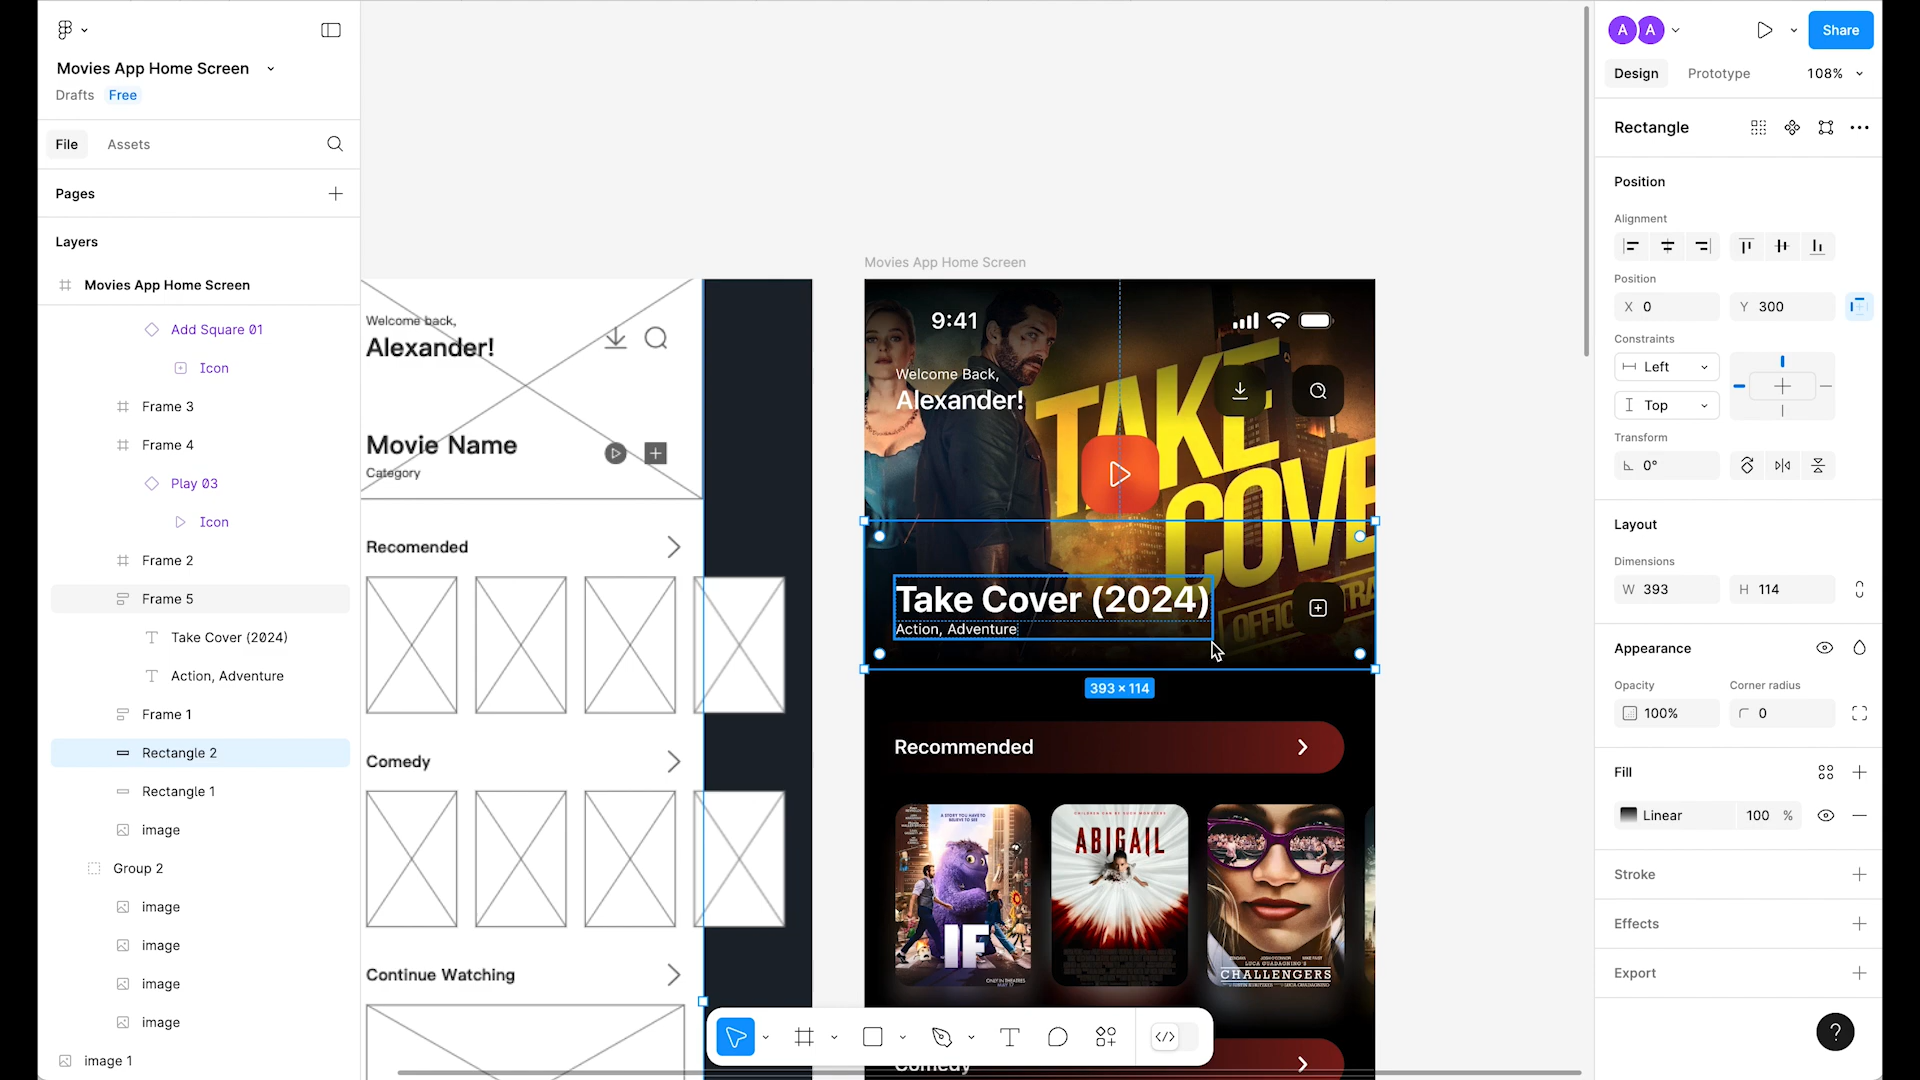 Movies App Home Screen
Drafts
Free
File
Assets
Pages
Layers
Movies App Home Screen
Add Square 01
Icon
Frame 3
Frame 4
Play 03
Icon
Frame 2
Frame 5
Take Cover (2024)
Action, Adventure
Frame 1
Rectangle 2
Rectangle 1
image
Group 2
image
image
image
image
image 1
Welcome back,
Alexander!
Movie Name
Category
Recomended
Comedy
Continue Watching
Movies App Home Screen
9:41
Welcome Back,
Alexander!
TAKE
COVER
Take Cover (2024)
Action, Adventure
393 × 114
Recommended
IF
ABIGAIL
CHALLENGERS
Comedy
A
A
Share
Design
Prototype
108%
Rectangle
Position
Alignment
Position
X 0
Y 300
Constraints
Left
Top
Transform
0°
Layout
Dimensions
W 393
H 114
Appearance
Opacity
Corner radius
100%
0
Fill
Linear
100 %
Stroke
Effects
Export
?